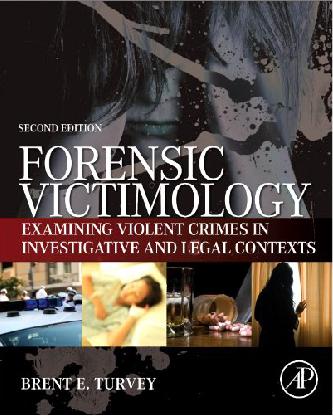 SECOND EDITION
FORENSIC
VICTIMOLOGY
EXAMINING VIOLENT CRIMES IN
INVESTIGATIVE AND LEGAL CONTEXTS
BRENT E. TURVEY
AP